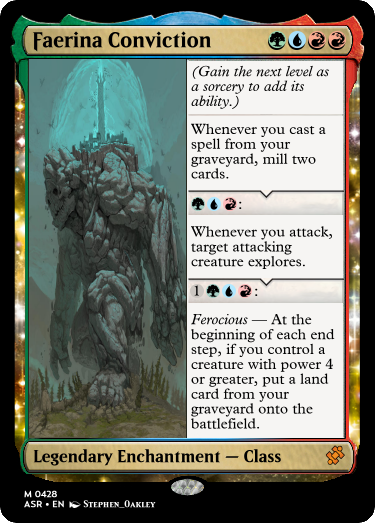 Faerina Conviction
(Gain the next level as
a sorcery to add its
ability.)
Whenever you cast a
spell from your
graveyard, mill two
cards.
:
Whenever you attack,
target attacking
creature explores.
1 :
Ferocious — At the
beginning of each end
step, if you control a
creature with power 4
or greater, put a land
card from your
graveyard onto the
battlefield.
Legendary Enchantment — Class
M 0428
ASR • EN Stephen_Oakley